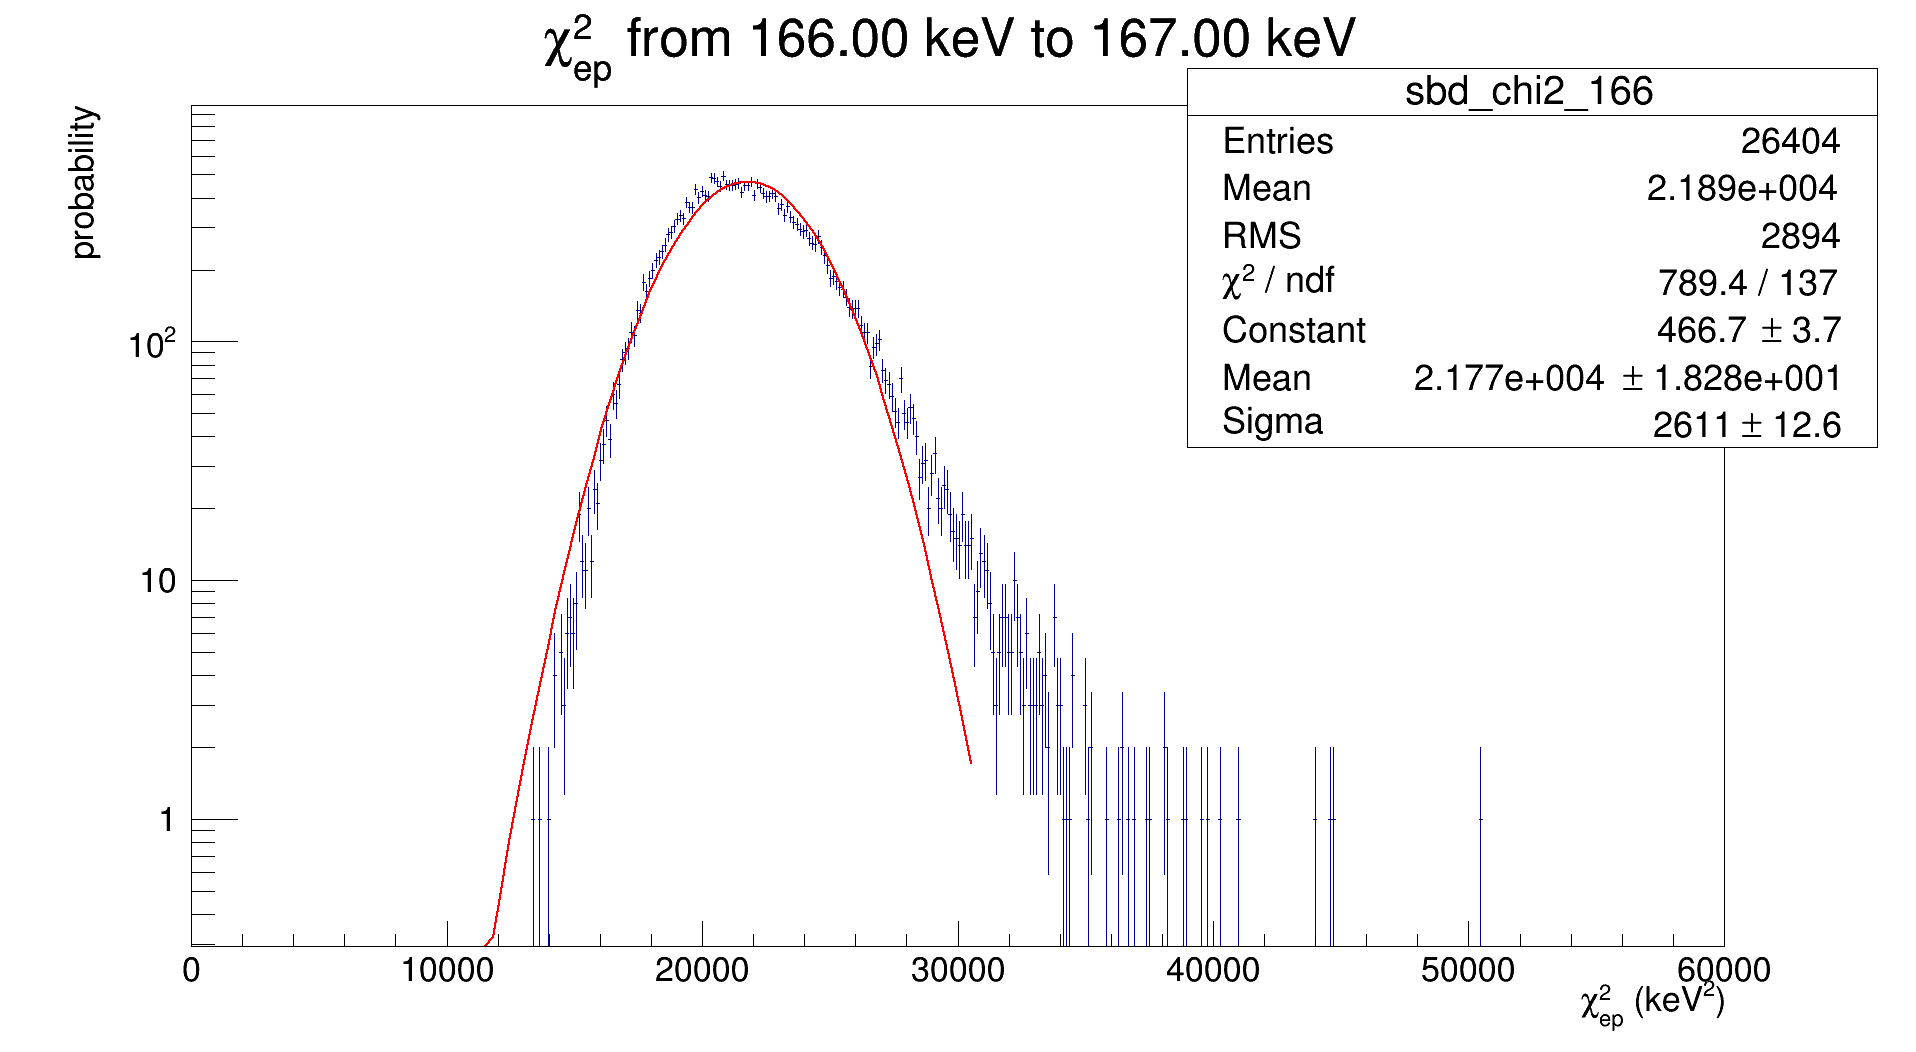 χ²ep from 166.00 keV to 167.00 keV
sbd_chi2_166
Entries 26404
Mean 2.189e+004
RMS 2894
χ² / ndf 789.4 / 137
Constant 466.7 ± 3.7
Mean 2.177e+004 ± 1.828e+001
Sigma 2611 ± 12.6
probability
10²
10
1
0 10000 20000 30000 40000 50000 60000
χ²ep (keV²)